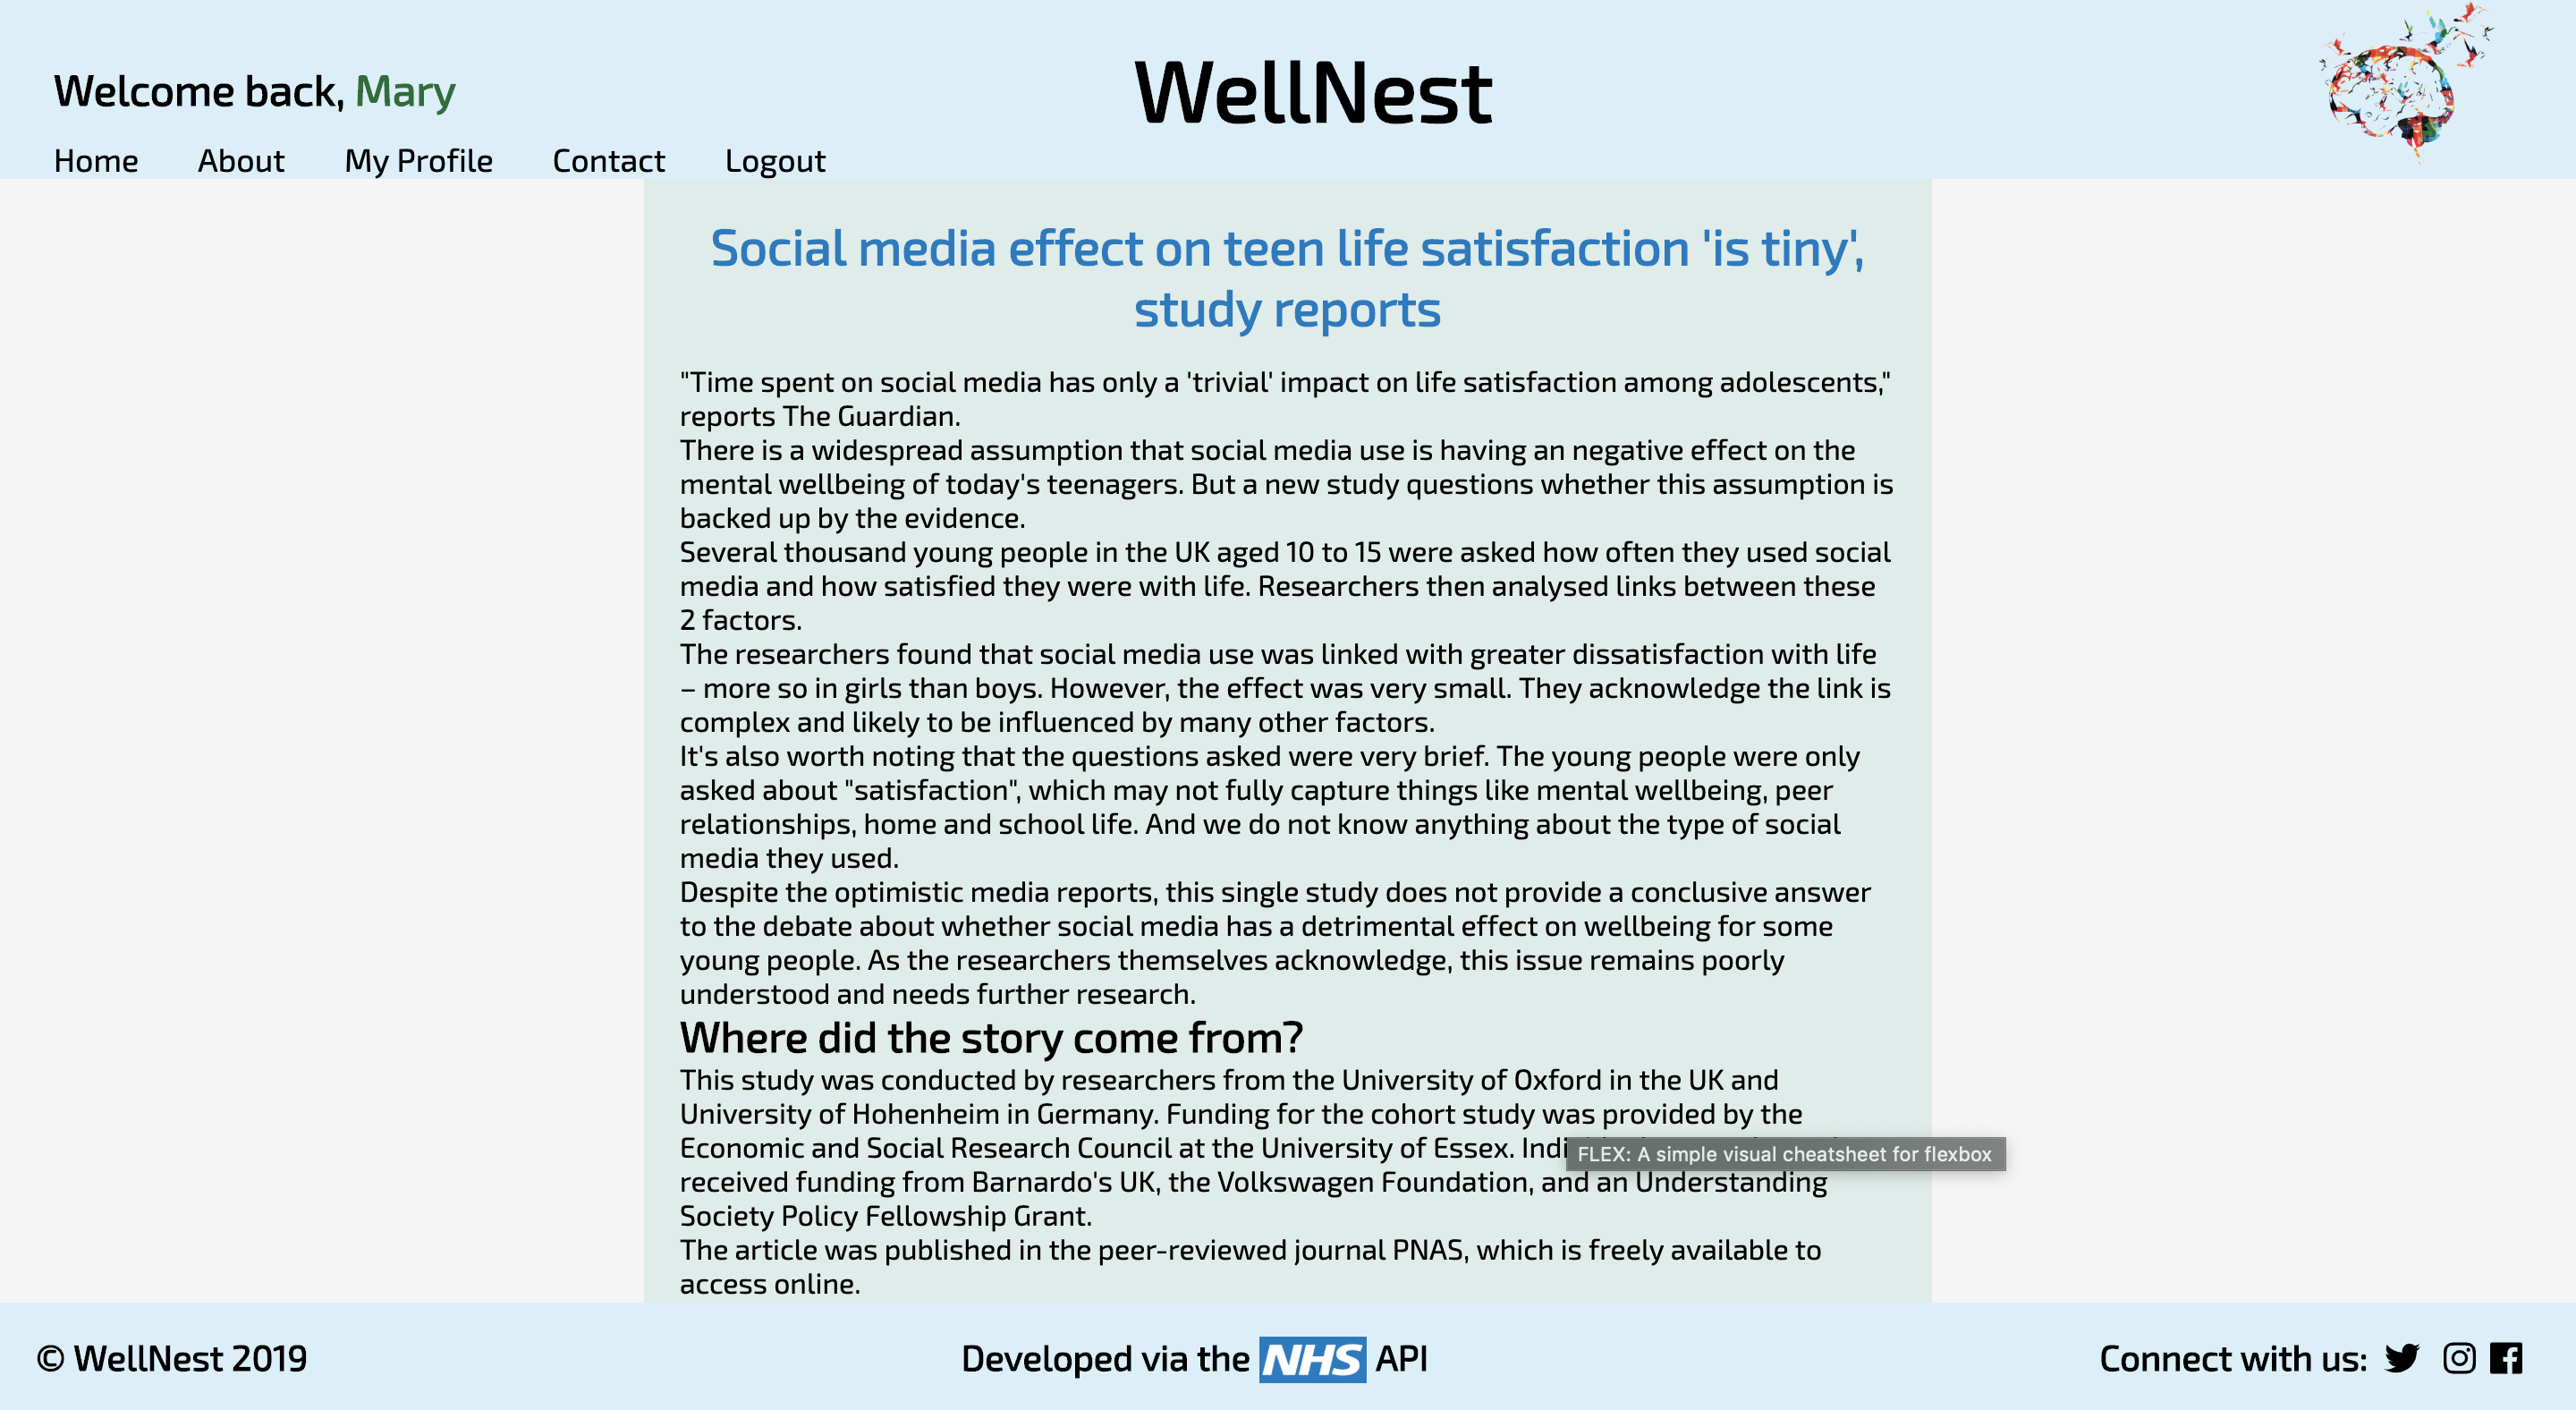 Welcome back, Mary
WellNest
Home About My Profile Contact Logout
Social media effect on teen life satisfaction 'is tiny',
study reports
"Time spent on social media has only a 'trivial' impact on life satisfaction among adolescents,"
reports The Guardian.
There is a widespread assumption that social media use is having an negative effect on the
mental wellbeing of today's teenagers. But a new study questions whether this assumption is
backed up by the evidence.
Several thousand young people in the UK aged 10 to 15 were asked how often they used social
media and how satisfied they were with life. Researchers then analysed links between these
2 factors.
The researchers found that social media use was linked with greater dissatisfaction with life
– more so in girls than boys. However, the effect was very small. They acknowledge the link is
complex and likely to be influenced by many other factors.
It's also worth noting that the questions asked were very brief. The young people were only
asked about "satisfaction", which may not fully capture things like mental wellbeing, peer
relationships, home and school life. And we do not know anything about the type of social
media they used.
Despite the optimistic media reports, this single study does not provide a conclusive answer
to the debate about whether social media has a detrimental effect on wellbeing for some
young people. As the researchers themselves acknowledge, this issue remains poorly
understood and needs further research.
Where did the story come from?
This study was conducted by researchers from the University of Oxford in the UK and
University of Hohenheim in Germany. Funding for the cohort study was provided by the
Economic and Social Research Council at the University of Essex.
FLEX: A simple visual cheatsheet for flexbox
received funding from Barnardo's UK, the Volkswagen Foundation, and an Understanding
Society Policy Fellowship Grant.
The article was published in the peer-reviewed journal PNAS, which is freely available to
access online.
© WellNest 2019
Developed via the NHS API
Connect with us: